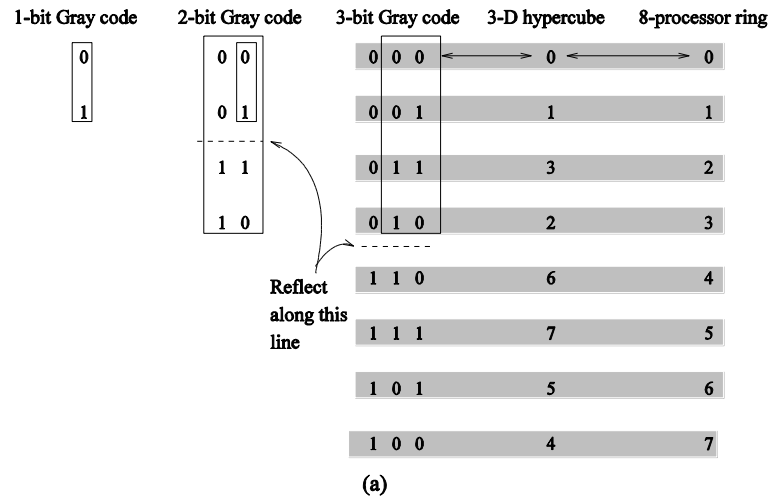 1-bit Gray code 2-bit Gray code 3-bit Gray code 3-D hypercube 8-processor ring
0 0 0 0 0 0 0 0
1 0 1 0 0 1 1 1
1 1 0 1 1 3 2
1 0 0 1 0 2 3
Reflect
along this
line
1 1 0 6 4
1 1 1 7 5
1 0 1 5 6
1 0 0 4 7
(a)